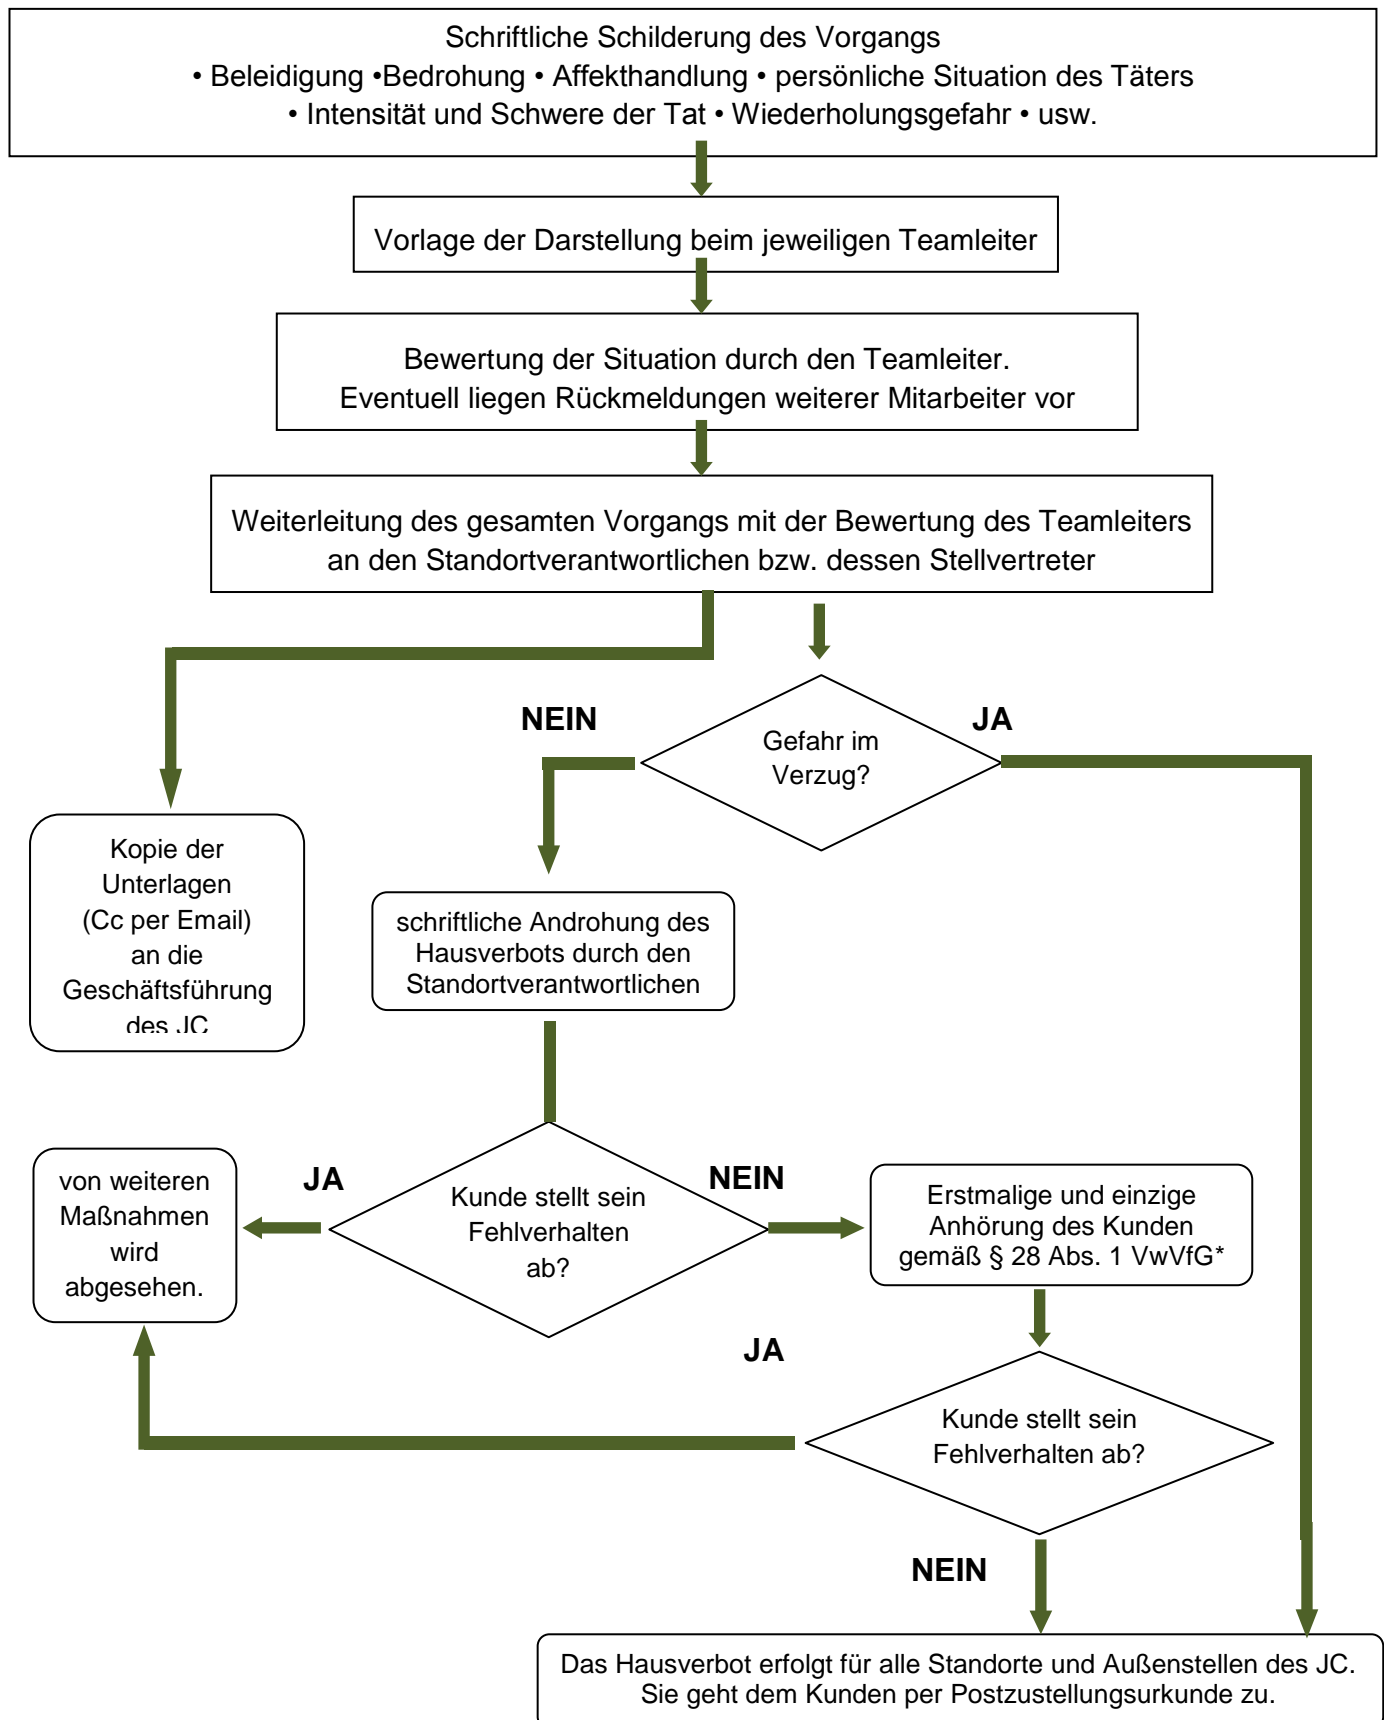 Schriftliche Schilderung des Vorgangs
• Beleidigung •Bedrohung • Affekthandlung • persönliche Situation des Täters
• Intensität und Schwere der Tat • Wiederholungsgefahr • usw.
Vorlage der Darstellung beim jeweiligen Teamleiter
Bewertung der Situation durch den Teamleiter.
Eventuell liegen Rückmeldungen weiterer Mitarbeiter vor
Weiterleitung des gesamten Vorgangs mit der Bewertung des Teamleiters
an den Standortverantwortlichen bzw. dessen Stellvertreter
NEIN
JA
Gefahr im
Verzug?
Kopie der
Unterlagen
(Cc per Email)
an die
Geschäftsführung
des JC
schriftliche Androhung des
Hausverbots durch den
Standortverantwortlichen
von weiteren
Maßnahmen
wird
abgesehen.
JA
Kunde stellt sein
Fehlverhalten
ab?
NEIN
Erstmalige und einzige
Anhörung des Kunden
gemäß § 28 Abs. 1 VwVfG*
JA
Kunde stellt sein
Fehlverhalten ab?
NEIN
Das Hausverbot erfolgt für alle Standorte und Außenstellen des JC.
Sie geht dem Kunden per Postzustellungsurkunde zu.